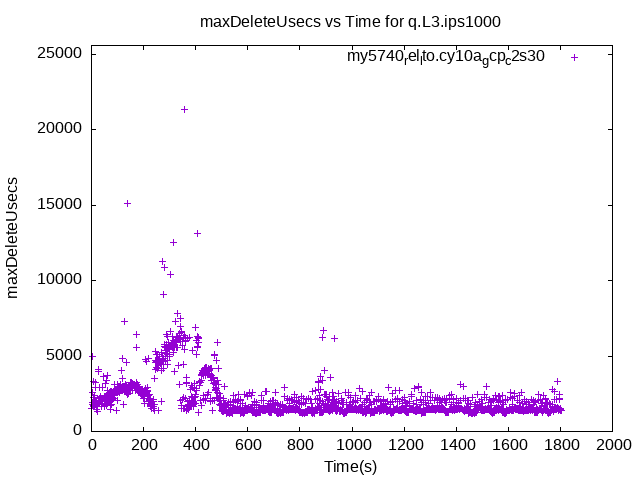 maxDeleteUsecs vs Time for q.L3.ips1000
my5740relto.cy10agcpc2s30
25000
20000
15000
10000
5000
0
maxDeleteUsecs
0 200 400 600 800 1000 1200 1400 1600 1800 2000
Time(s)